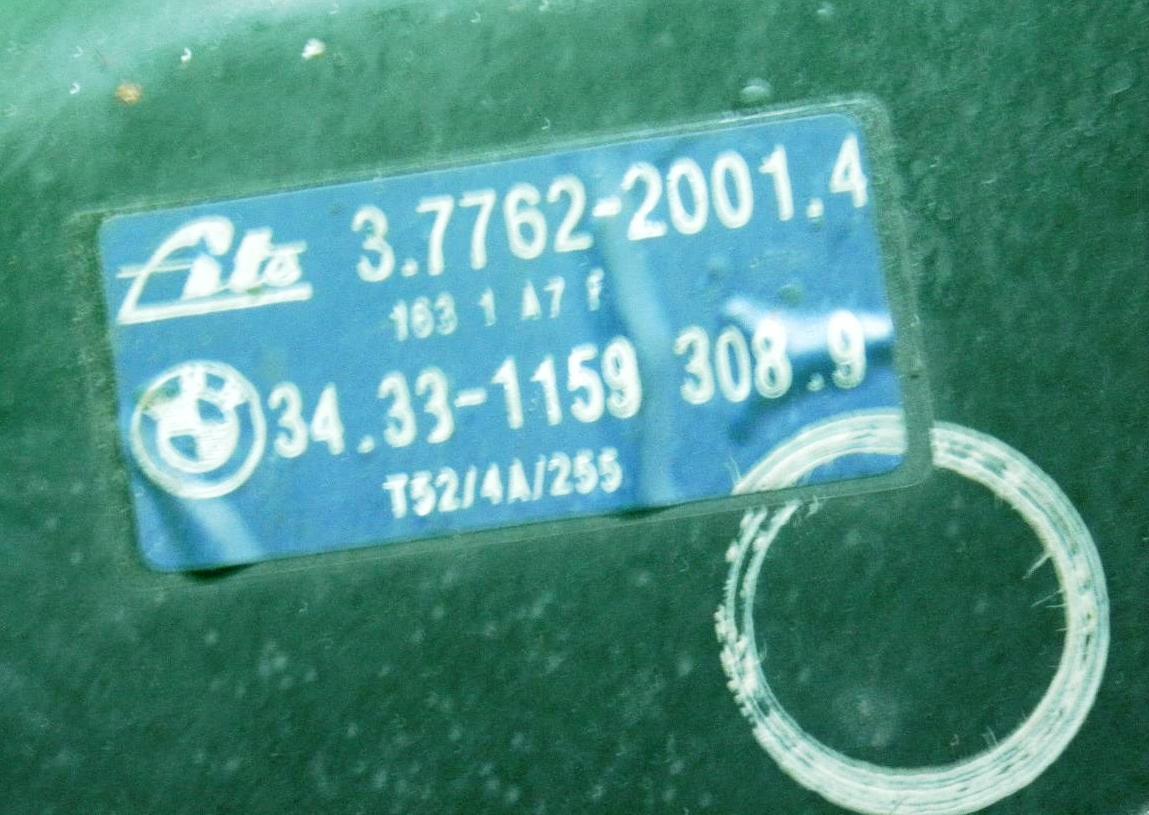 Ate 3.7762-2001.4
163 1 A7 F
34.33-1159 308.9
T52/4A/255